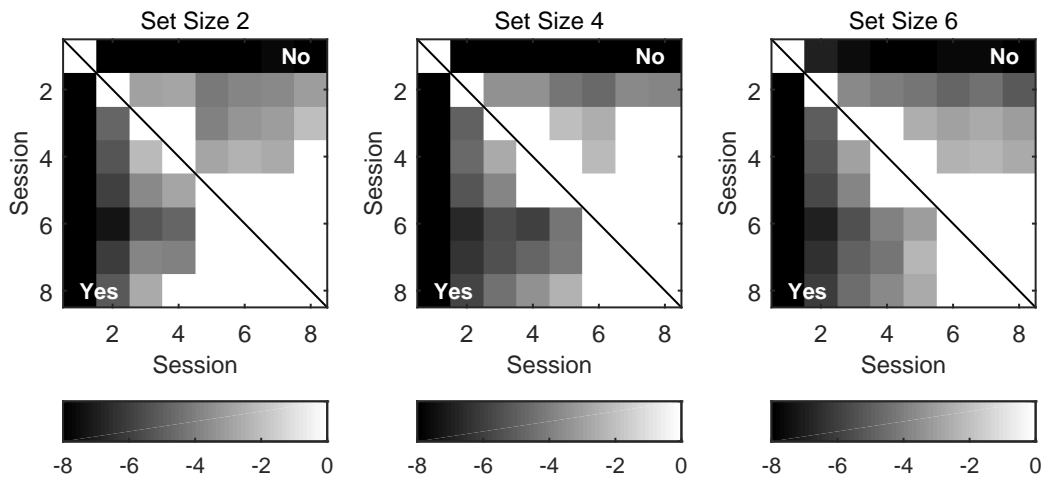 Set Size 2
Set Size 4
Set Size 6
No
No
No
2
4
6
8
2
4
6
8
2
4
6
8
Session
Session
Session
Yes
Yes
Yes
2 4 6 8
2 4 6 8
2 4 6 8
Session
Session
Session
-8 -6 -4 -2 0
-8 -6 -4 -2 0
-8 -6 -4 -2 0